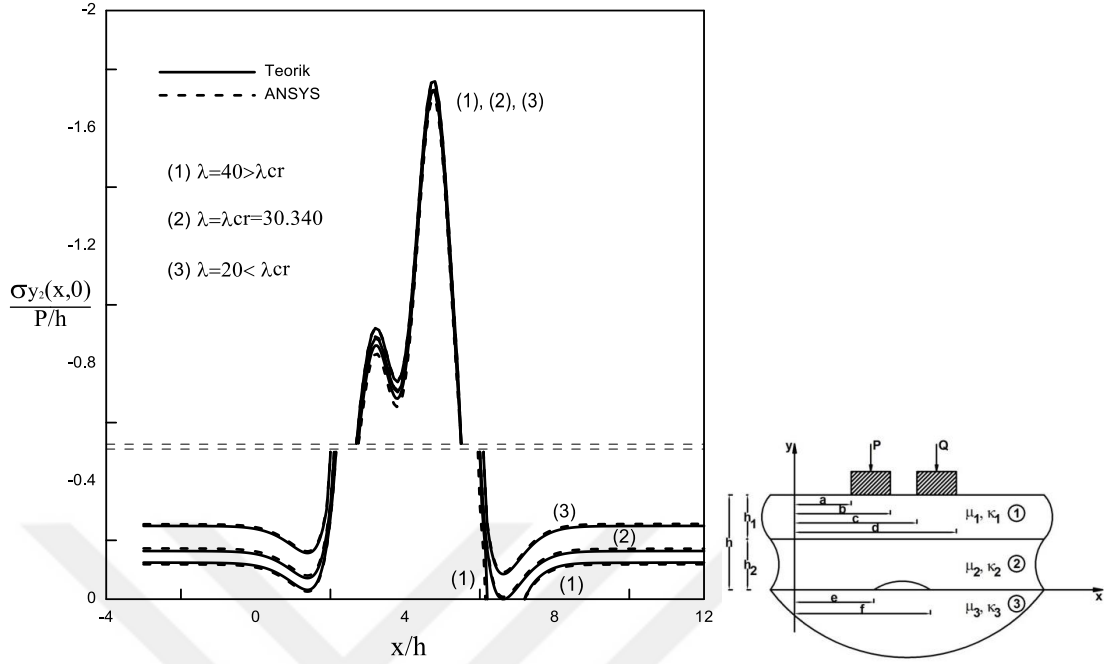 -2
-1.6
-1.2
-0.8
-0.4
0
σy₂(x,0)
P/h
Teorik
ANSYS
(1) λ=40>λcr
(2) λ=λcr=30.340
(3) λ=20< λcr
(1), (2), (3)
(3)
(2)
(1)
(1)
-4
0
4
8
12
x/h
y
P
Q
a
b
c
d
h
h₁
h₂
μ₁, κ₁ ①
μ₂, κ₂ ②
μ₃, κ₃ ③
e
f
x